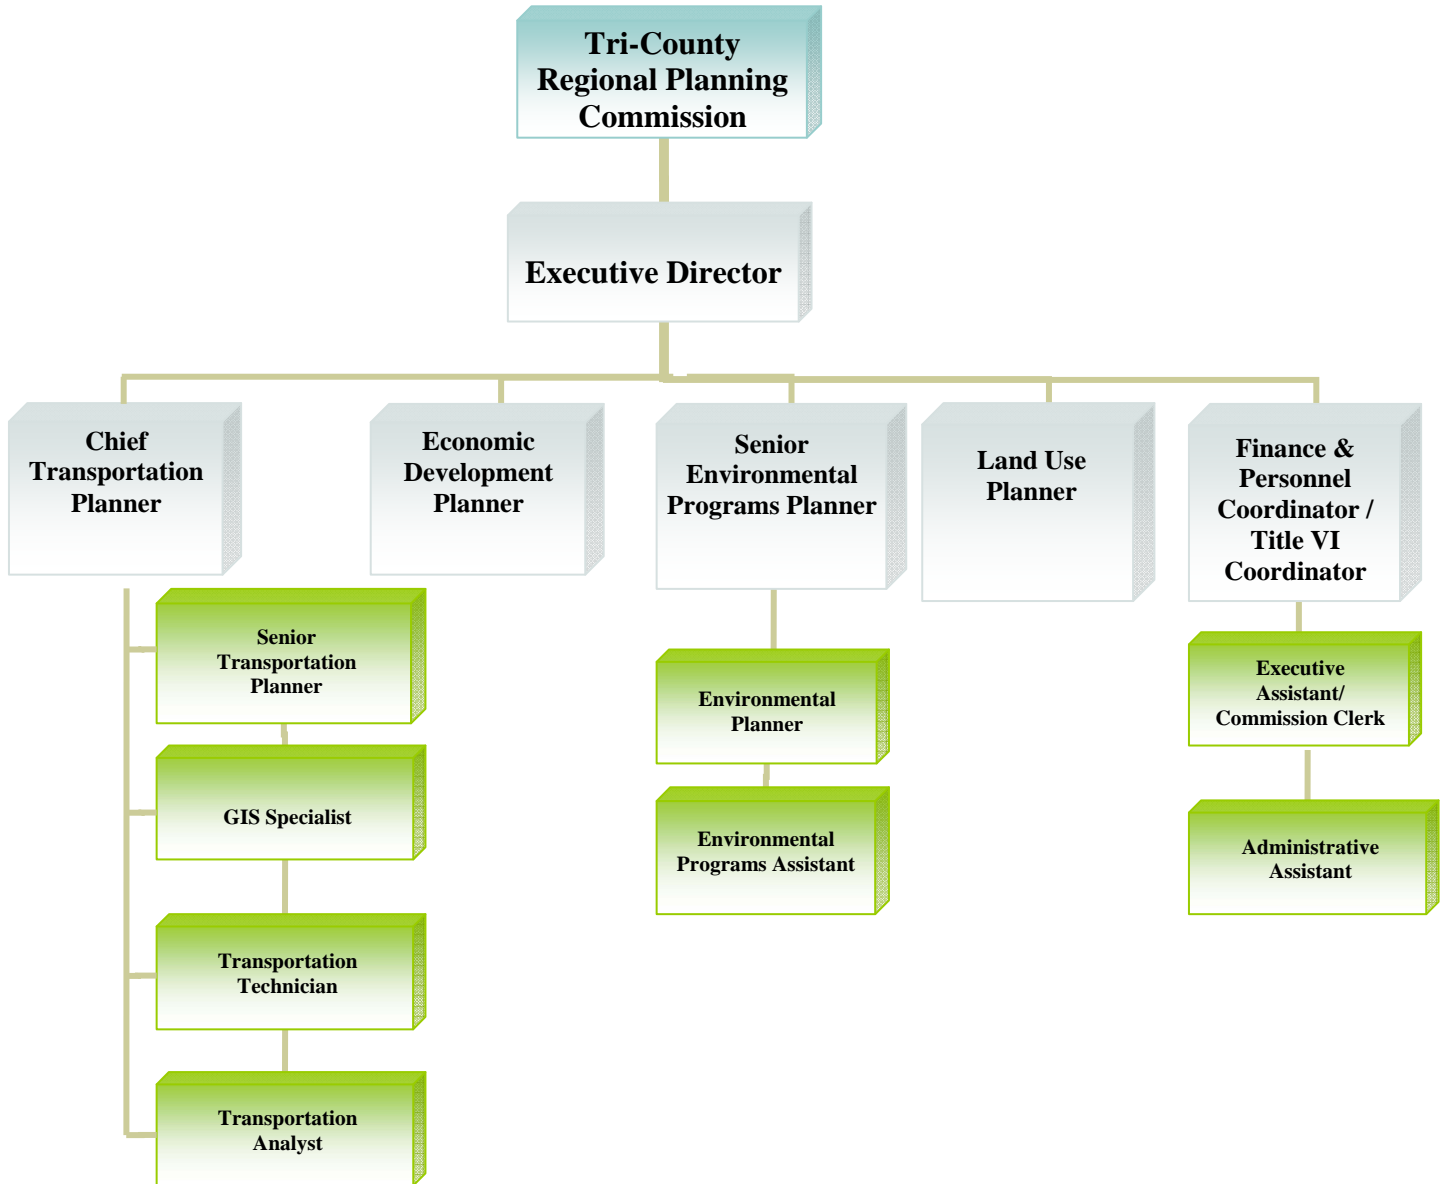 Tri-County
Regional Planning
Commission
Executive Director
Chief
Transportation
Planner
Economic
Development
Planner
Senior
Environmental
Programs Planner
Land Use
Planner
Finance &
Personnel
Coordinator /
Title VI
Coordinator
Senior
Transportation
Planner
GIS Specialist
Transportation
Technician
Transportation
Analyst
Environmental
Planner
Environmental
Programs Assistant
Executive
Assistant/
Commission Clerk
Administrative
Assistant